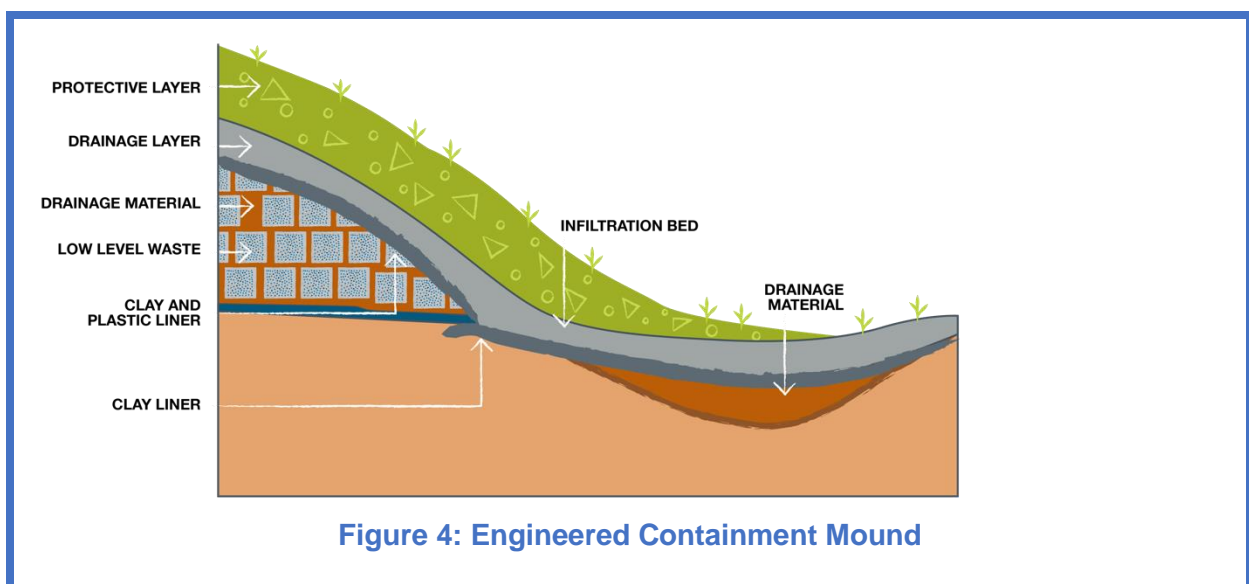 PROTECTIVE LAYER
DRAINAGE LAYER
DRAINAGE MATERIAL
LOW LEVEL WASTE
CLAY AND
PLASTIC LINER
CLAY LINER
INFILTRATION BED
DRAINAGE
MATERIAL
Figure 4: Engineered Containment Mound